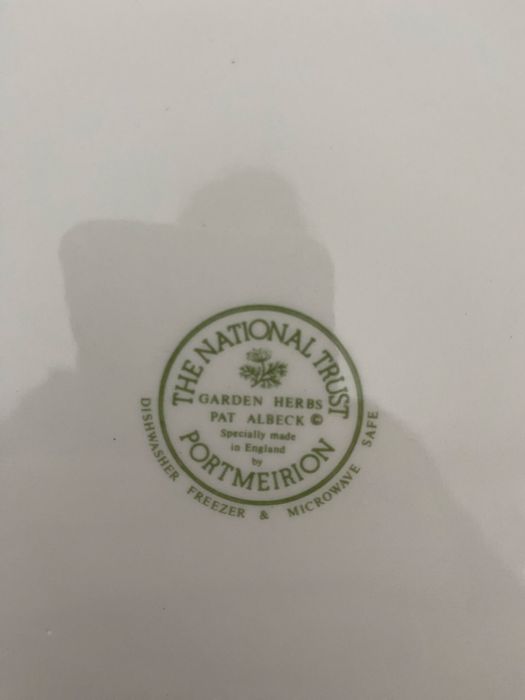 THE NATIONAL TRUST
GARDEN HERBS
PAT ALBECK ©
Specially made
in England
by
PORTMEIRION
DISHWASHER FREEZER & MICROWAVE SAFE